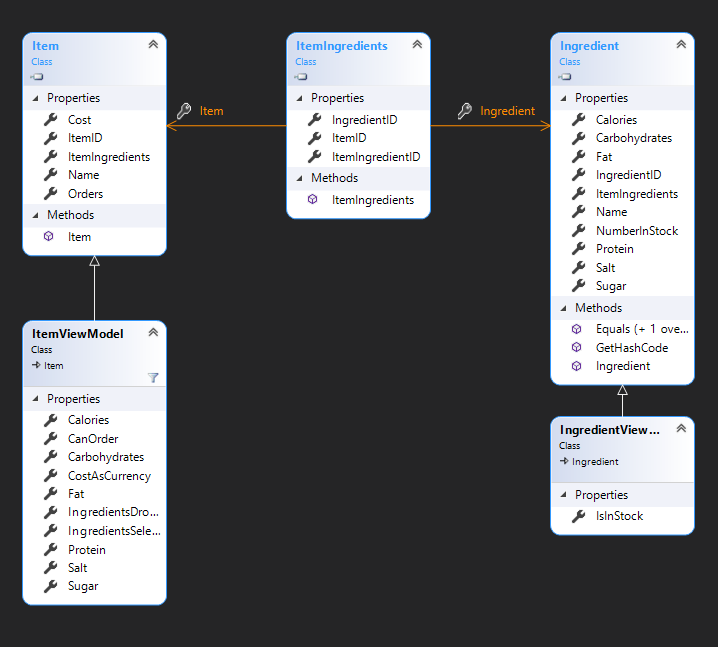 Item
Class
Properties
Cost
ItemID
ItemIngredients
Name
Orders
Methods
Item
Item
ItemIngredients
Class
Properties
IngredientID
ItemID
ItemIngredientID
Methods
ItemIngredients
Ingredient
Ingredient
Class
Properties
Calories
Carbohydrates
Fat
IngredientID
ItemIngredients
Name
NumberInStock
Protein
Salt
Sugar
Methods
Equals (+ 1 ove...
GetHashCode
Ingredient
ItemViewModel
Class
Item
Properties
Calories
CanOrder
Carbohydrates
CostAsCurrency
Fat
IngredientsDro...
IngredientsSele...
Protein
Salt
Sugar
IngredientView...
Class
Ingredient
Properties
IsInStock